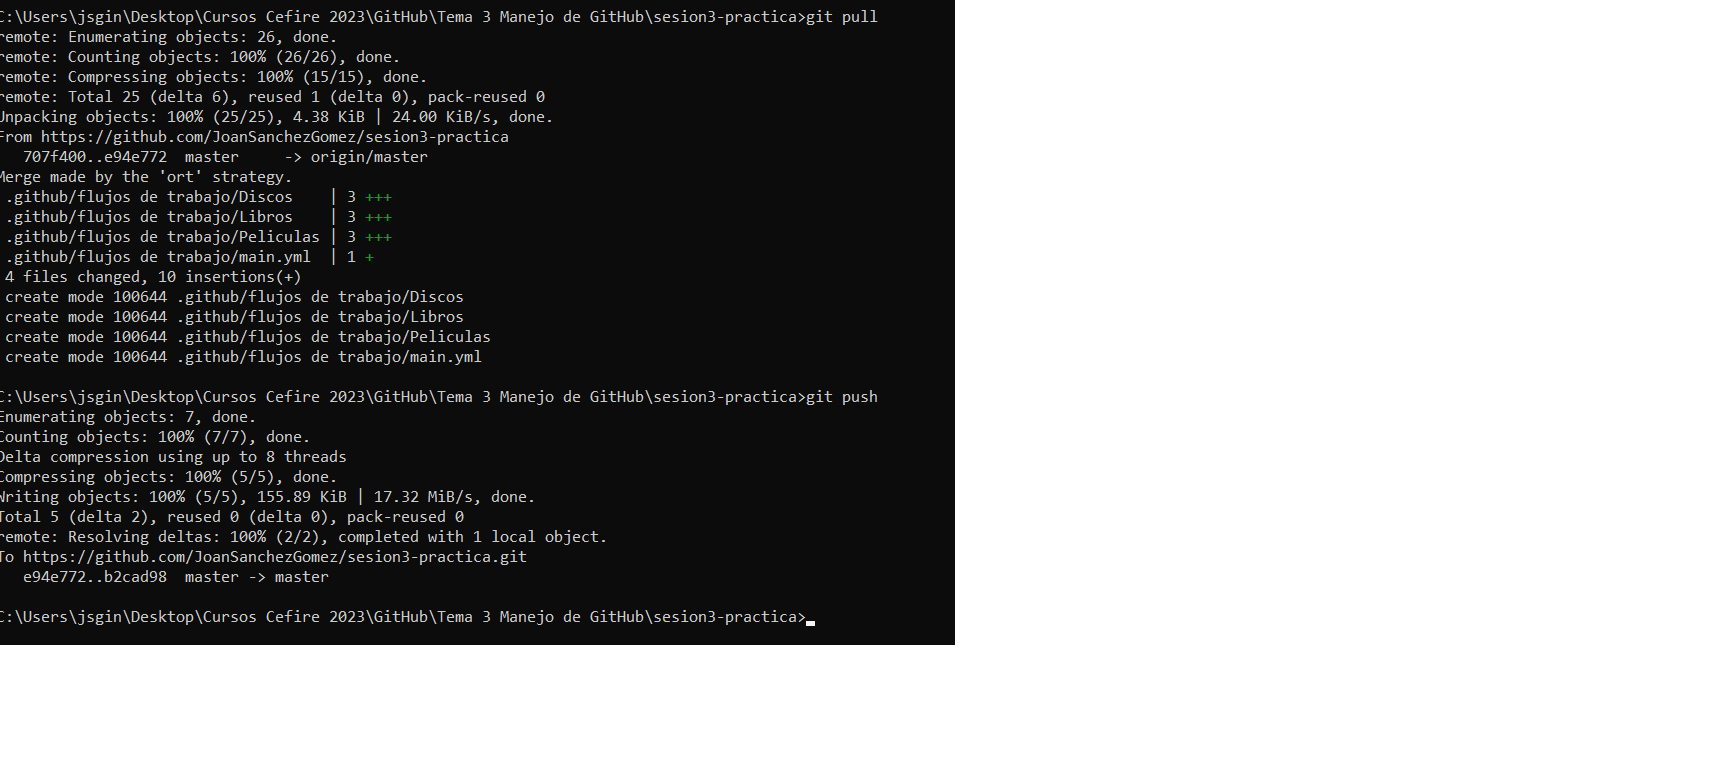 C:\Users\jsgin\Desktop\Cursos Cefire 2023\GitHub\Tema 3 Manejo de GitHub\sesion3-practica>git pull
remote: Enumerating objects: 26, done.
remote: Counting objects: 100% (26/26), done.
remote: Compressing objects: 100% (15/15), done.
remote: Total 25 (delta 6), reused 1 (delta 0), pack-reused 0
Unpacking objects: 100% (25/25), 4.38 KiB | 24.00 KiB/s, done.
From https://github.com/JoanSanchezGomez/sesion3-practica
   707f400..e94e772  master     -> origin/master
Merge made by the 'ort' strategy.
 .github/flujos de trabajo/Discos    | 3 +++
 .github/flujos de trabajo/Libros    | 3 +++
 .github/flujos de trabajo/Peliculas | 3 +++
 .github/flujos de trabajo/main.yml  | 1 +
 4 files changed, 10 insertions(+)
 create mode 100644 .github/flujos de trabajo/Discos
 create mode 100644 .github/flujos de trabajo/Libros
 create mode 100644 .github/flujos de trabajo/Peliculas
 create mode 100644 .github/flujos de trabajo/main.yml
C:\Users\jsgin\Desktop\Cursos Cefire 2023\GitHub\Tema 3 Manejo de GitHub\sesion3-practica>git push
Enumerating objects: 7, done.
Counting objects: 100% (7/7), done.
Delta compression using up to 8 threads
Compressing objects: 100% (5/5), done.
Writing objects: 100% (5/5), 155.89 KiB | 17.32 MiB/s, done.
Total 5 (delta 2), reused 0 (delta 0), pack-reused 0
remote: Resolving deltas: 100% (2/2), completed with 1 local object.
To https://github.com/JoanSanchezGomez/sesion3-practica.git
   e94e772..b2cad98  master -> master
C:\Users\jsgin\Desktop\Cursos Cefire 2023\GitHub\Tema 3 Manejo de GitHub\sesion3-practica>